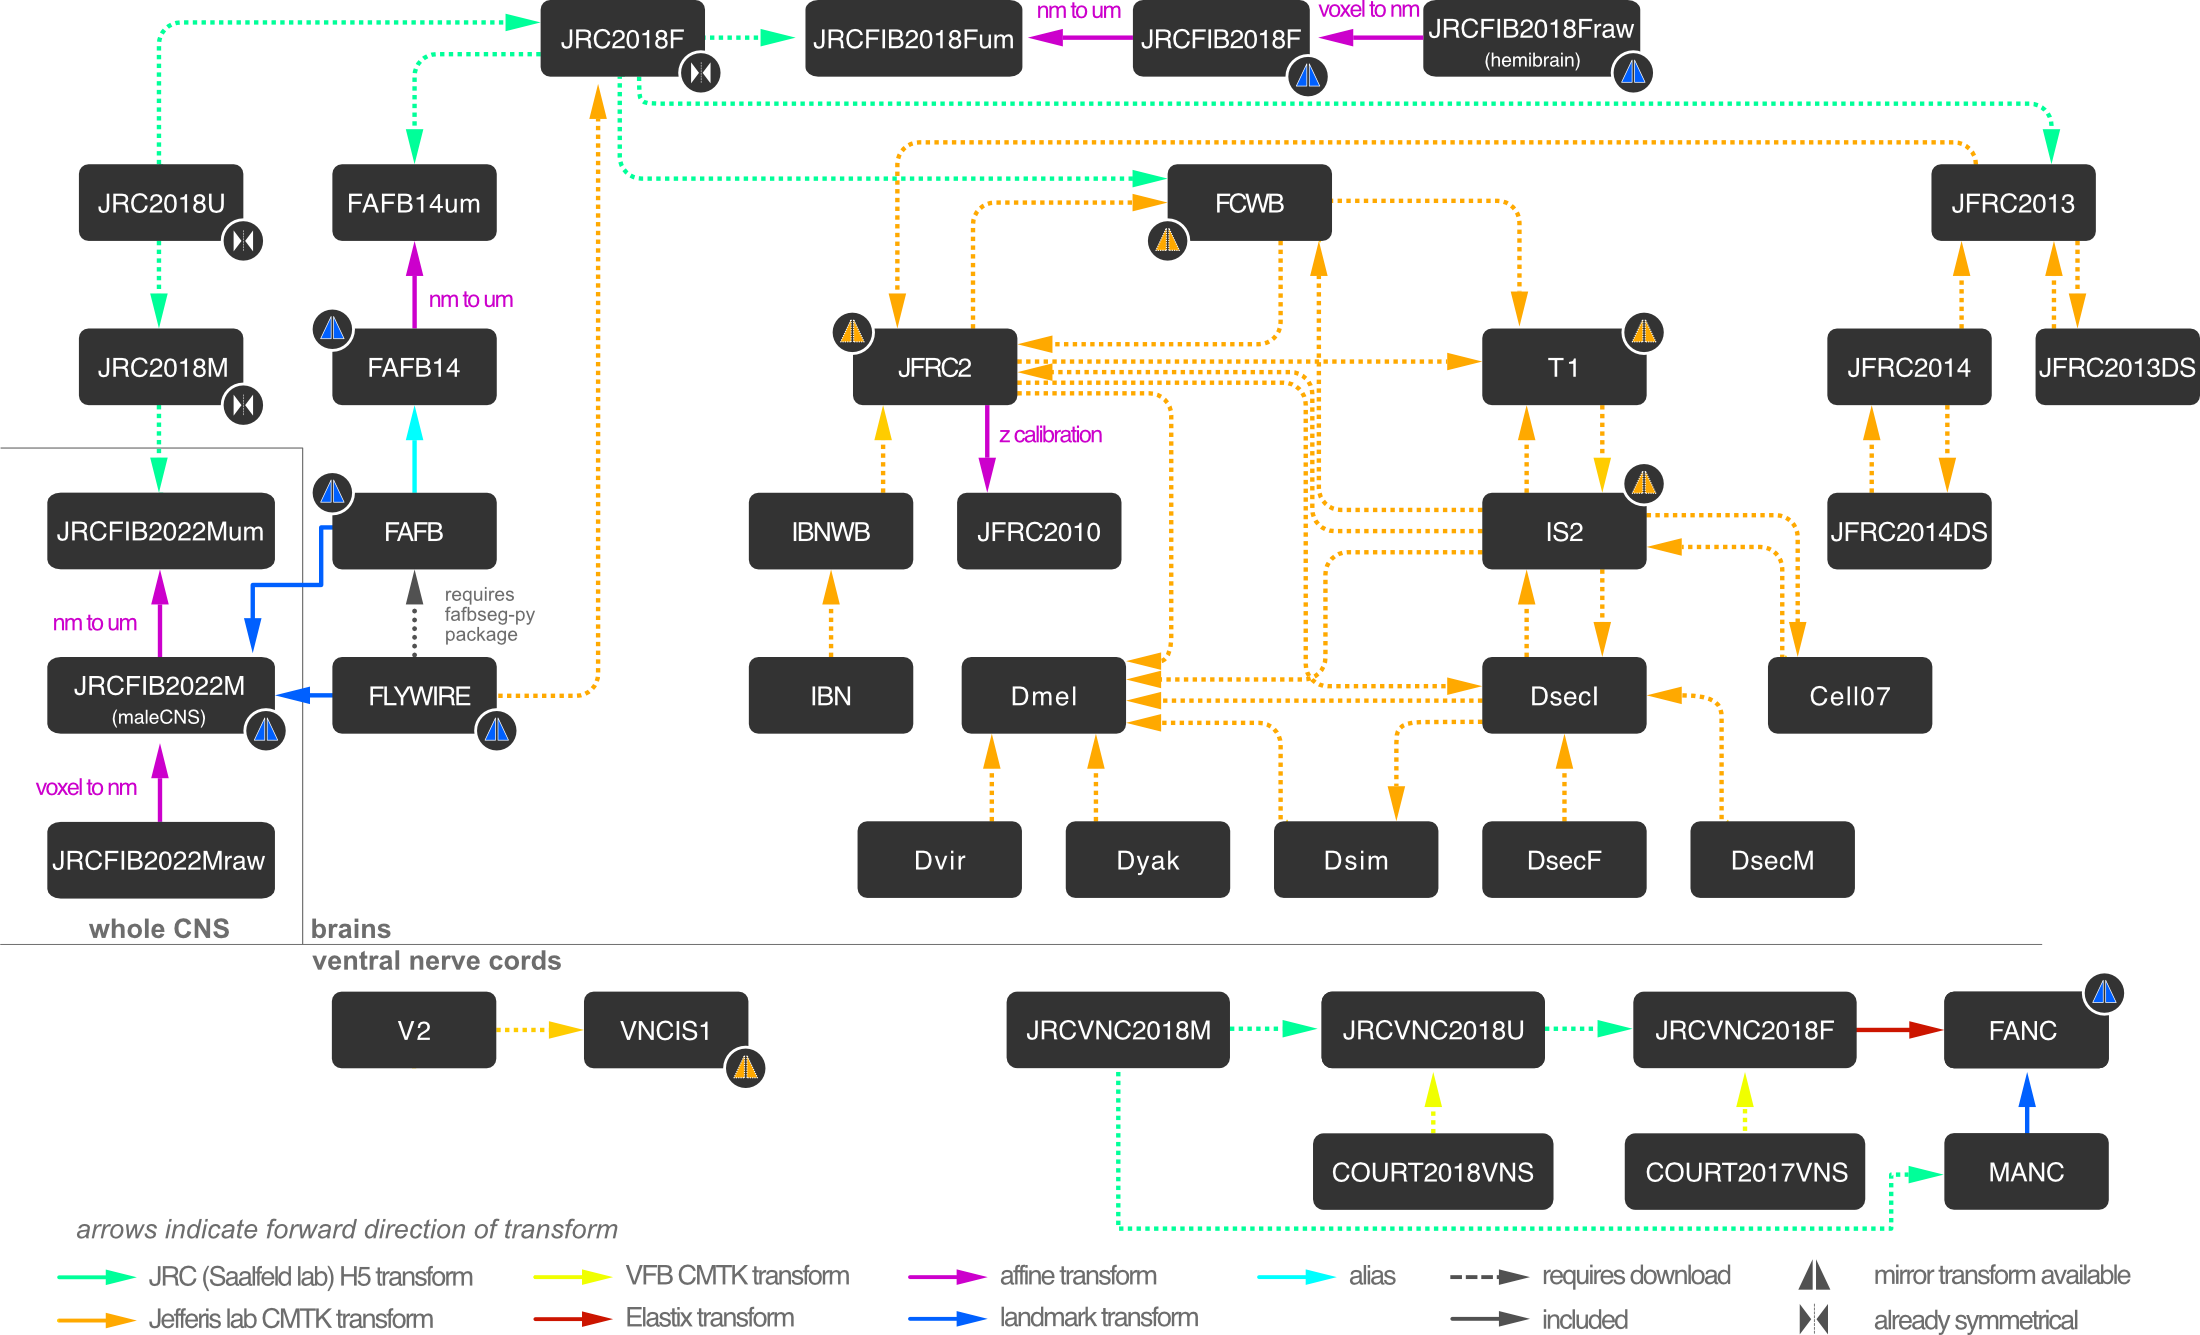 nm to um
voxel to nm
JRC2018F
JRCFIB2018Fum
JRCFIB2018F
JRCFIB2018Fraw
(hemibrain)
JRC2018U
FAFB14um
FCWB
JFRC2013
nm to um
JRC2018M
FAFB14
JFRC2
T1
JFRC2014
JFRC2013DS
z calibration
JRCFIB2022Mum
FAFB
IBNWB
JFRC2010
IS2
JFRC2014DS
requires
fafbseg-py
package
nm to um
JRCFIB2022M
(maleCNS)
FLYWIRE
IBN
Dmel
DsecI
Cell07
voxel to nm
JRCFIB2022Mraw
Dvir
Dyak
Dsim
DsecF
DsecM
whole CNS
brains
ventral nerve cords
V2
VNCIS1
JRCVNC2018M
JRCVNC2018U
JRCVNC2018F
FANC
COURT2018VNS
COURT2017VNS
MANC
arrows indicate forward direction of transform
JRC (Saalfeld lab) H5 transform
VFB CMTK transform
affine transform
alias
requires download
mirror transform available
Jefferis lab CMTK transform
Elastix transform
landmark transform
included
already symmetrical